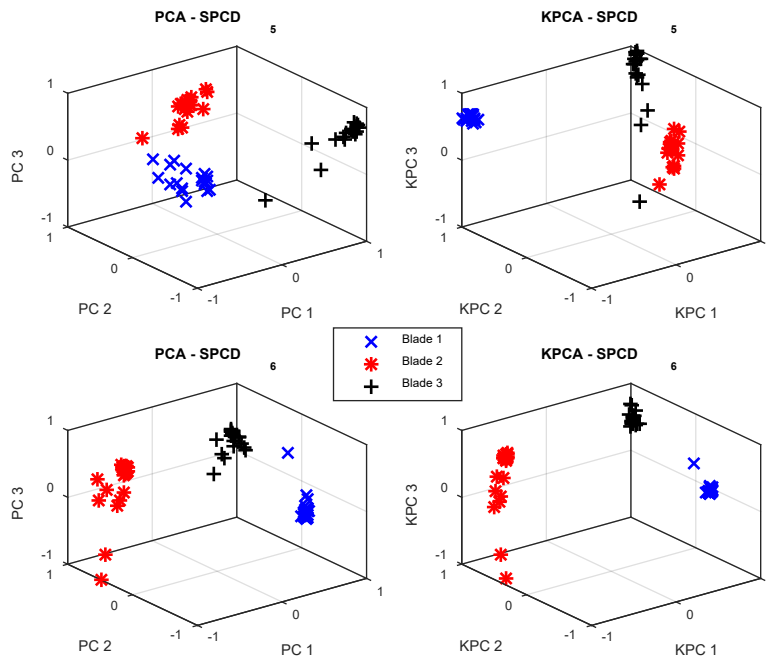 PCA - SPCD 5
KPCA - SPCD 5
1
0
-1
PC 3
1
0
-1
PC 2
-1
0
1
PC 1
1
0
-1
KPC 3
1
0
-1
KPC 2
-1
0
1
KPC 1
Blade 1
Blade 2
Blade 3
PCA - SPCD 6
KPCA - SPCD 6
1
0
-1
PC 3
1
0
-1
PC 2
-1
0
1
PC 1
1
0
-1
KPC 3
1
0
-1
KPC 2
-1
0
1
KPC 1